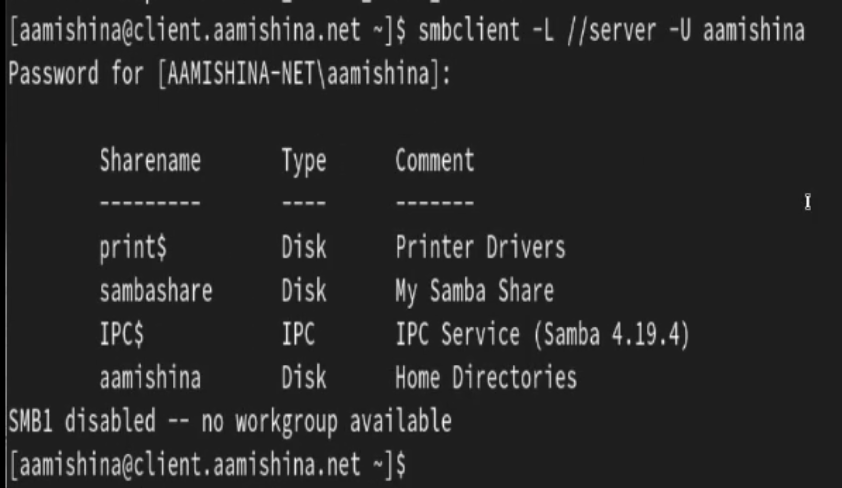 [aamishina@client.aamishina.net ~]$ smbclient -L //server -U aamishina
Password for [AAMISHINA-NET\aamishina]:
Sharename Type Comment
--------- ---- -------
print$ Disk Printer Drivers
sambashare Disk My Samba Share
IPC$ IPC IPC Service (Samba 4.19.4)
aamishina Disk Home Directories
SMB1 disabled -- no workgroup available
[aamishina@client.aamishina.net ~]$